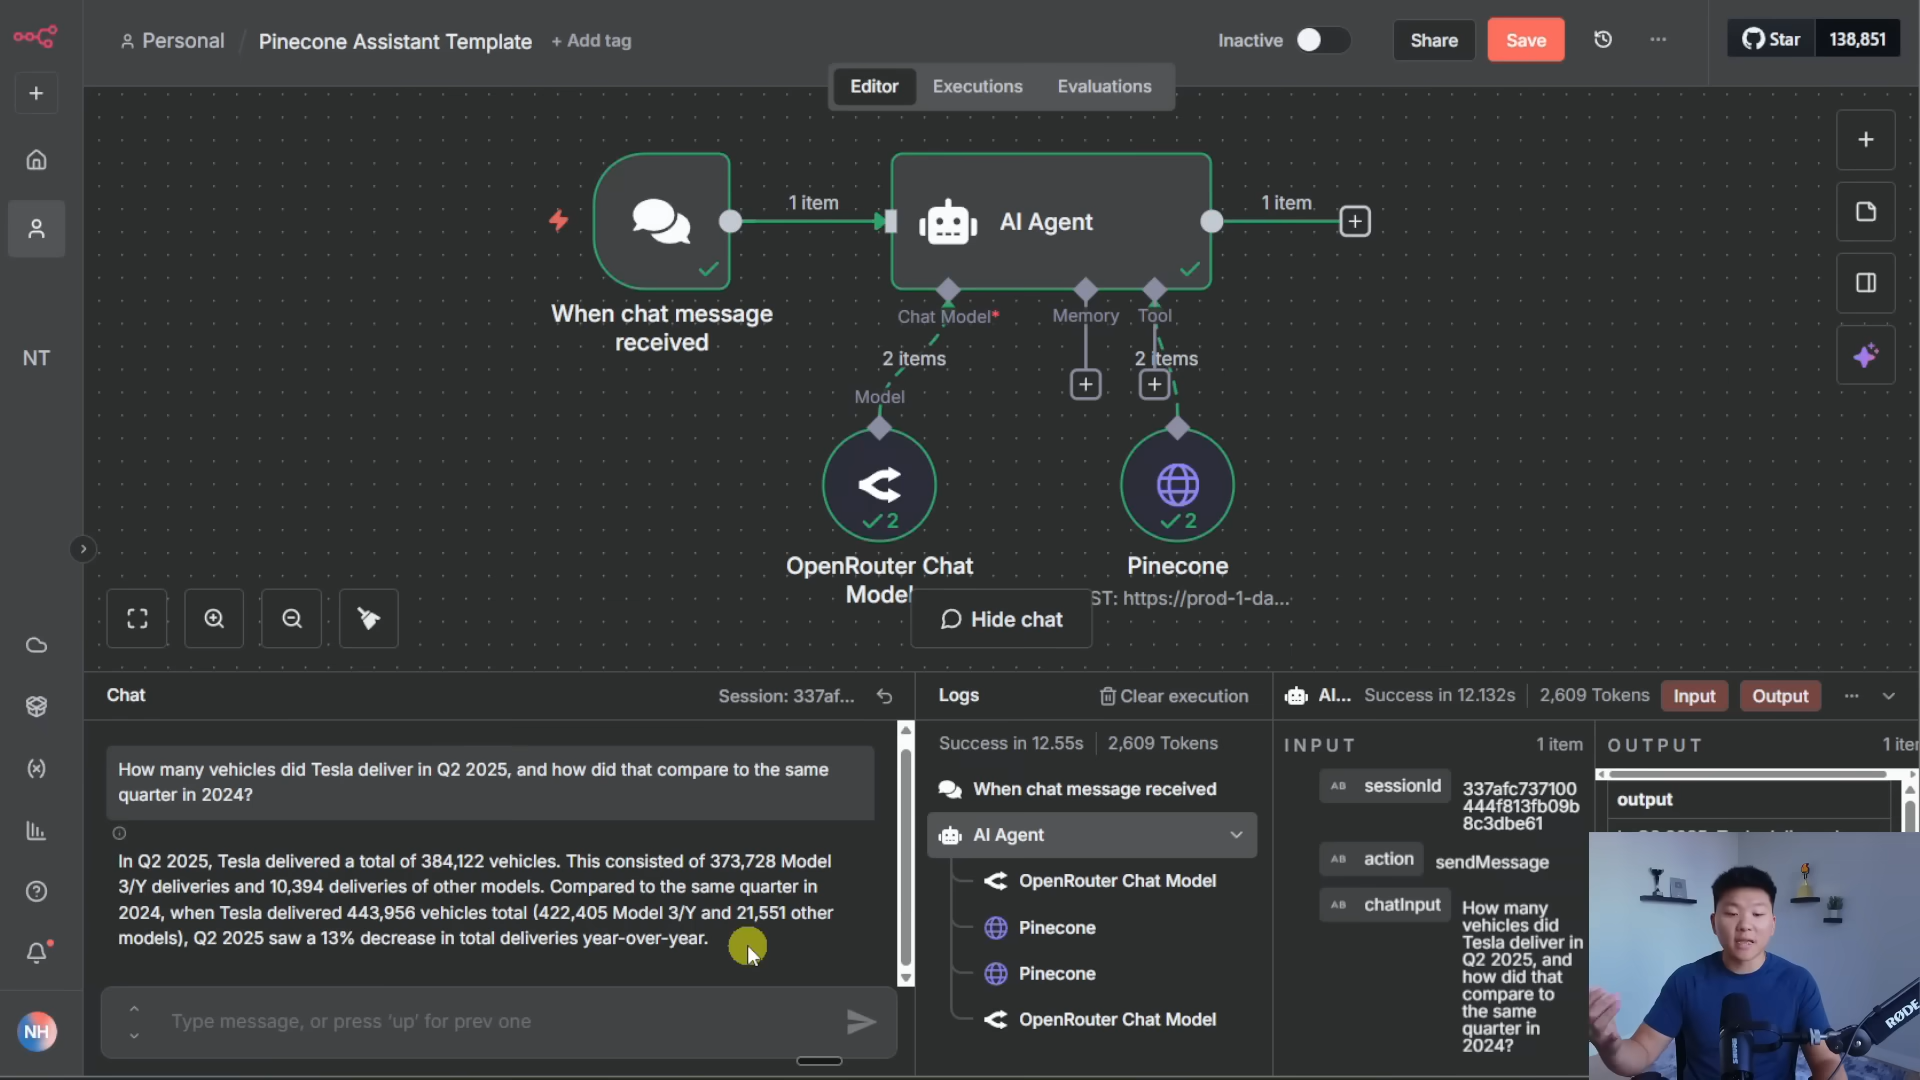 Personal / Pinecone Assistant Template + Add tag
Inactive
Share
Save
Star 138,851
Editor Executions Evaluations
1 item
AI Agent
1 item
When chat message
received
Chat Model*
Memory
Tool
2 items
2 items
Model
NT
2
2
OpenRouter Chat
Model
Pinecone
ST: https://prod-1-da...
Hide chat
Chat
Session: 337af...
How many vehicles did Tesla deliver in Q2 2025, and how did that compare to the same
quarter in 2024?
In Q2 2025, Tesla delivered a total of 384,122 vehicles. This consisted of 373,728 Model
3/Y deliveries and 10,394 deliveries of other models. Compared to the same quarter in
2024, when Tesla delivered 443,956 vehicles total (422,405 Model 3/Y and 21,551 other
models), Q2 2025 saw a 13% decrease in total deliveries year-over-year.
Type message, or press ‘up’ for prev one
NH
Logs
Clear execution
Success in 12.55s 2,609 Tokens
When chat message received
AI Agent
OpenRouter Chat Model
Pinecone
Pinecone
OpenRouter Chat Model
AI... Success in 12.132s 2,609 Tokens Input Output
INPUT 1 item
AB sessionId
337afc737100
444f813fb09b
8c3dbe61
AB action sendMessage
AB chatInput
How many
vehicles did
Tesla deliver in
Q2 2025, and
how did that
compare to
the same
quarter in
2024?
OUTPUT
output
RØDE